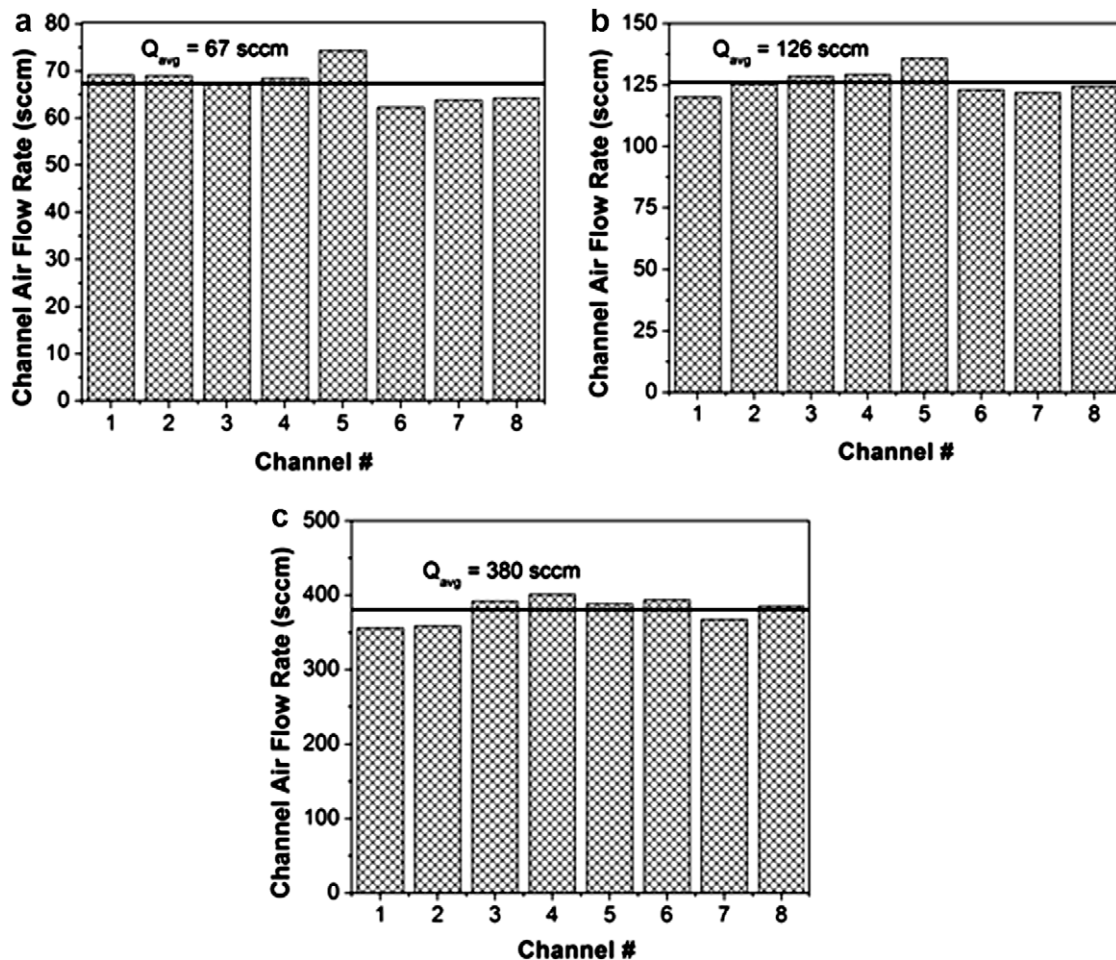 a
Channel Air Flow Rate (sccm)
80
70
60
50
40
30
20
10
0
Qavg = 67 sccm
1 2 3 4 5 6 7 8
Channel #
b
Channel Air Flow Rate (sccm)
150
125
100
75
50
25
0
Qavg = 126 sccm
1 2 3 4 5 6 7 8
Channel #
c
Channel Air Flow Rate (sccm)
500
400
300
200
100
0
Qavg = 380 sccm
1 2 3 4 5 6 7 8
Channel #